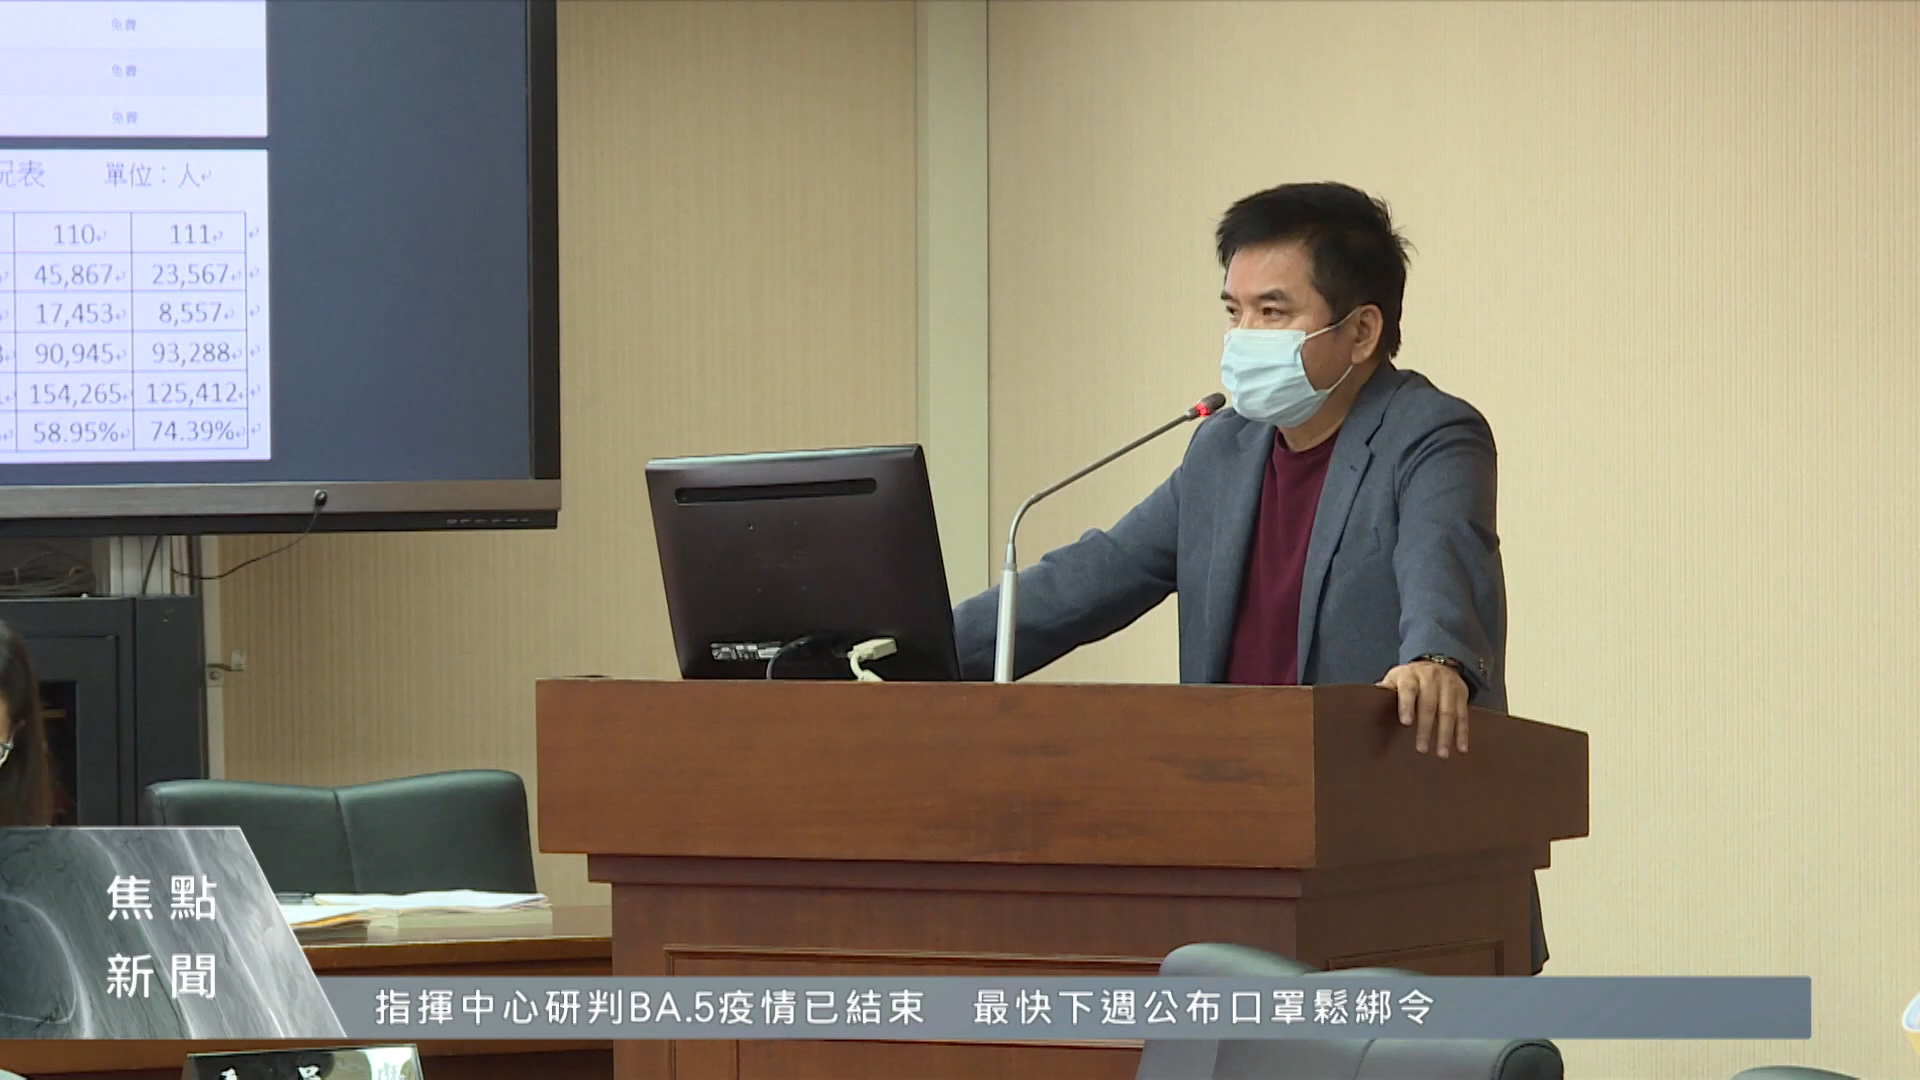 免費
免費
免費
況表 單位：人
110 111
45,867 23,567
17,453 8,557
90,945 93,288
154,265 125,412
58.95% 74.39%
焦點
新聞
指揮中心研判BA.5疫情已結束 最快下週公布口罩鬆綁令